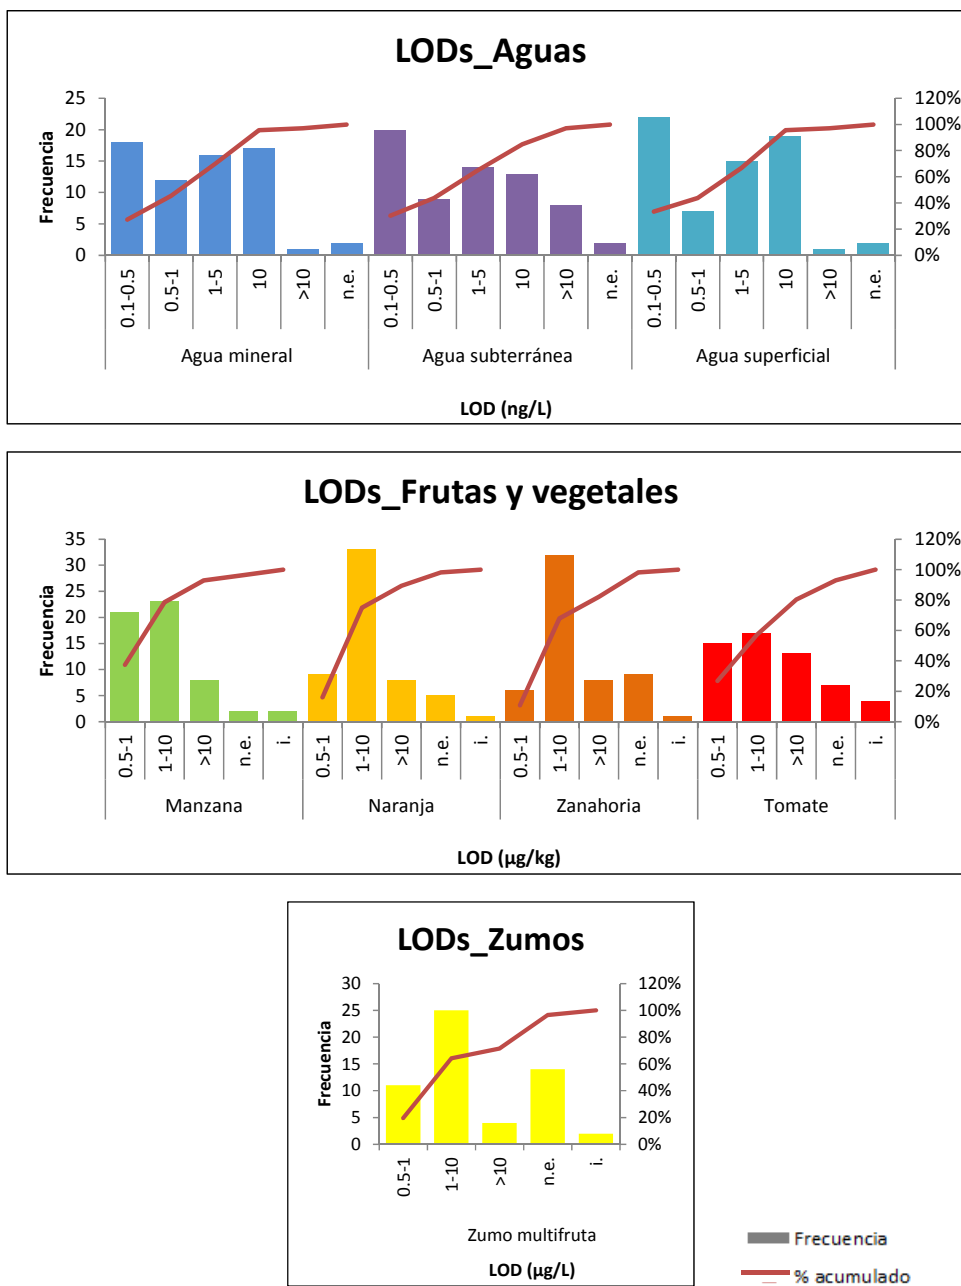 LODs_Aguas
Frecuencia
25
20
15
10
5
0
120%
100%
80%
60%
40%
20%
0%
0.1-0.5 0.5-1 1-5 10 >10 n.e. 0.1-0.5 0.5-1 1-5 10 >10 n.e. 0.1-0.5 0.5-1 1-5 10 >10 n.e.
Agua mineral Agua subterránea Agua superficial
LOD (ng/L)
LODs_Frutas y vegetales
Frecuencia
35
30
25
20
15
10
5
0
120%
100%
80%
60%
40%
20%
0%
0.5-1 1-10 >10 n.e. i. 0.5-1 1-10 >10 n.e. i. 0.5-1 1-10 >10 n.e. i. 0.5-1 1-10 >10 n.e. i.
Manzana Naranja Zanahoria Tomate
LOD (µg/kg)
LODs_Zumos
Frecuencia
30
25
20
15
10
5
0
120%
100%
80%
60%
40%
20%
0%
0.5-1 1-10 >10 n.e. i.
Zumo multifruta
LOD (µg/L)
Frecuencia
% acumulado